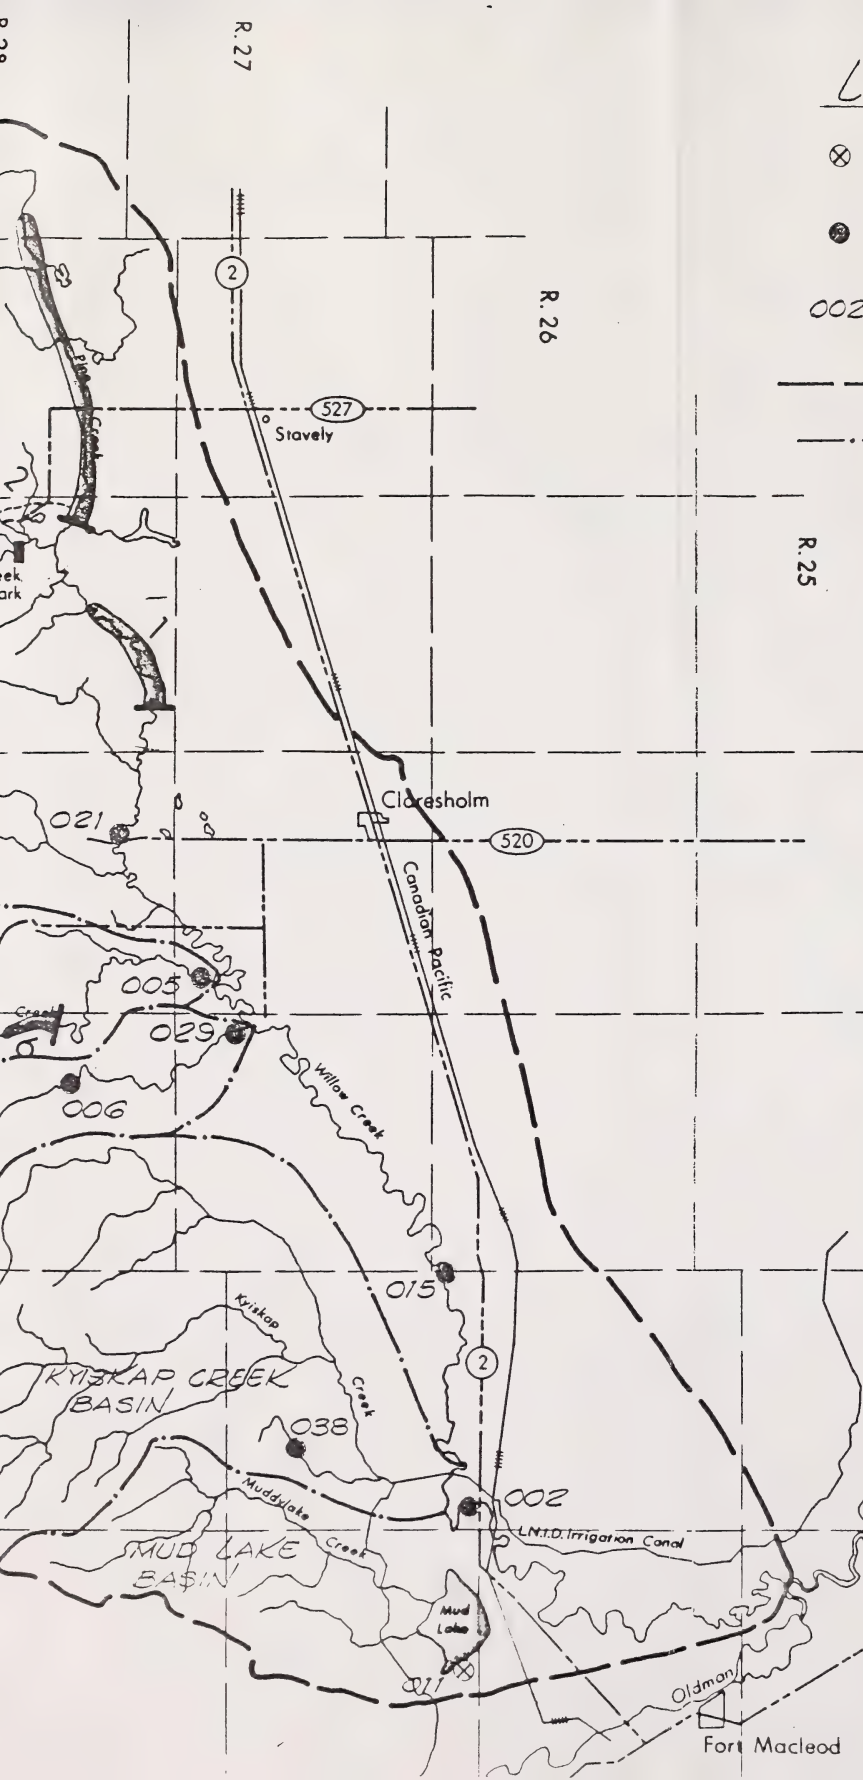 R. 27
002
2
R. 26
Pine
Creek
527
Stavely
R. 25
Claresholm
021
520
Canadian Pacific
005
Creek
029
006
Willow Creek
015
Kyiskap
Creek
2
KYISKAP CREEK
BASIN
038
002
Muddylake
Creek
L.N.I.D. Irrigation Canal
MUD LAKE
BASIN
Mud
Lake
011
Oldman
Fort Macleod